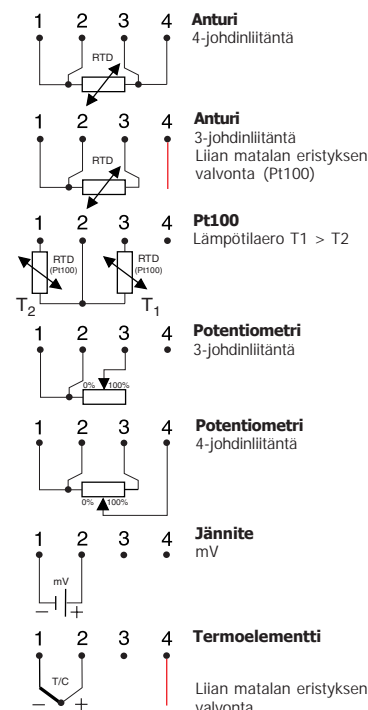 1 2 3 4 Anturi
4-johdinliitäntä
RTD
1 2 3 4 Anturi
3-johdinliitäntä
RTD
Liian matalan eristyksen
valvonta (Pt100)
1 2 3 4 Pt100
Lämpötilaero T1 > T2
RTD RTD
(Pt100) (Pt100)
T2 T1
1 2 3 4 Potentiometri
3-johdinliitäntä
0% 100%
1 2 3 4 Potentiometri
4-johdinliitäntä
0% 100%
1 2 3 4 Jännite
mV
mV
– +
1 2 3 4 Termoelementti
T/C
Liian matalan eristyksen
– +
valvonta